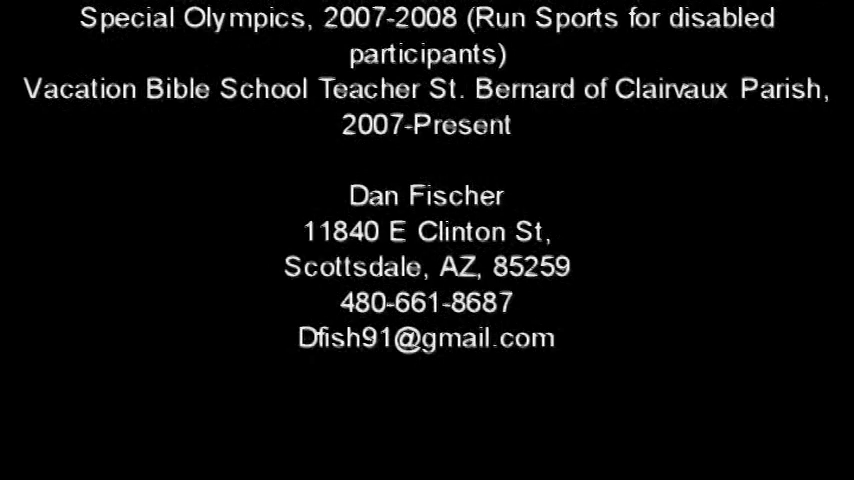 Special Olympics, 2007-2008 (Run Sports for disabled
participants)
Vacation Bible School Teacher St. Bernard of Clairvaux Parish,
2007-Present
Dan Fischer
11840 E Clinton St,
Scottsdale, AZ, 85259
480-661-8687
Dfish91@gmail.com